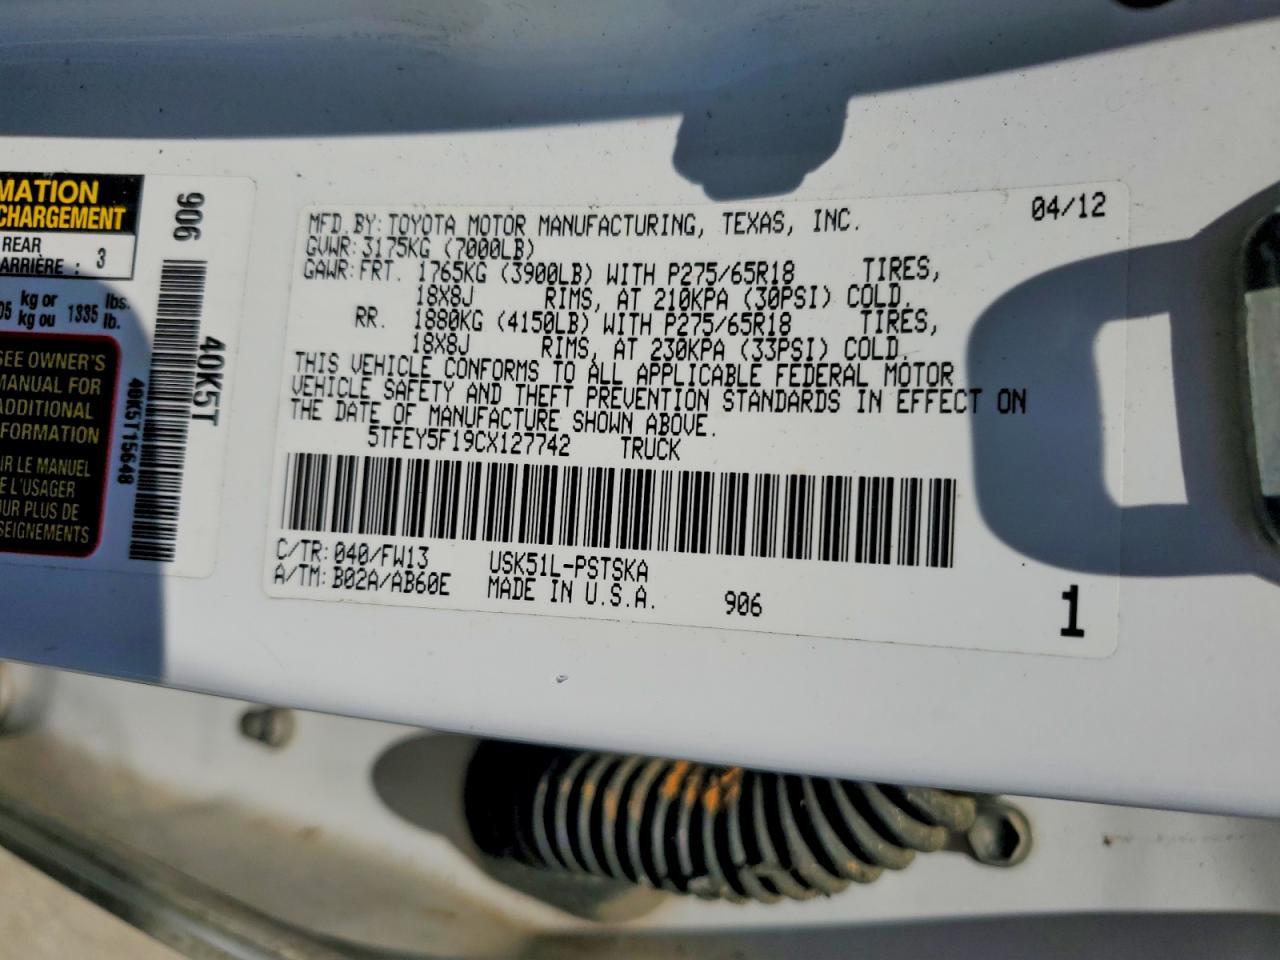 MATION
CHARGEMENT
REAR
ARRIÈRE : 3
05 kg or kg ou 1335 lbs. lb.
SEE OWNER'S
MANUAL FOR
ADDITIONAL
FORMATION
IR LE MANUEL
E L'USAGER
UR PLUS DE
SEIGNEMENTS
906
40K5T
40K5T15648
MFD.BY: TOYOTA MOTOR MANUFACTURING, TEXAS, INC. 04/12
GVWR: 3175KG (7000LB)
GAWR: FRT. 1765KG (3900LB) WITH P275/65R18 TIRES,
18X8J RIMS, AT 210KPA (30PSI) COLD.
RR. 1880KG (4150LB) WITH P275/65R18 TIRES,
18X8J RIMS, AT 230KPA (33PSI) COLD.
THIS VEHICLE CONFORMS TO ALL APPLICABLE FEDERAL MOTOR
VEHICLE SAFETY AND THEFT PREVENTION STANDARDS IN EFFECT ON
THE DATE OF MANUFACTURE SHOWN ABOVE.
5TFEY5F19CX127742 TRUCK
C/TR: 040/FW13 USK51L-PSTSKA
A/TM: B02A/AB60E MADE IN U.S.A. 906 1